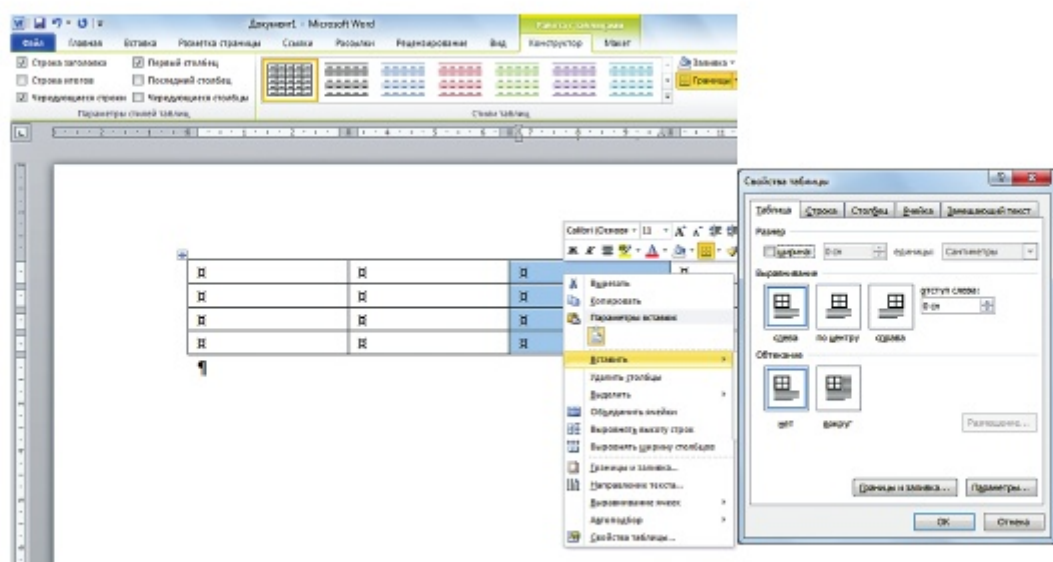 Документ1 - Microsoft Word
Работа с таблицами
Файл Главная Вставка Разметка страницы Ссылки Рассылки Рецензирование Вид Конструктор Макет
Строка заголовка Первый столбец
Строка итогов Последний столбец
Чередующиеся строки Чередующиеся столбцы
Заливка
Границы
Параметры стилей таблиц Стили таблиц
Calibri (Основн 11
Вырезать
Копировать
Параметры вставки
Вставить
Удалить столбцы
Выделить
Объединить ячейки
Выровнять высоту строк
Выровнять ширину столбцов
Границы и заливка...
Направление текста...
Выравнивание ячеек
Автоподбор
Свойства таблицы...
Свойства таблицы
Таблица Строка Столбец Ячейка Замещающий текст
Размер
ширина: 0 см единицы: Сантиметры
Выравнивание
отступ слева:
0 см
слева по центру справа
Обтекание
нет вокруг
Размещение...
Границы и заливка... Параметры...
ОК Отмена